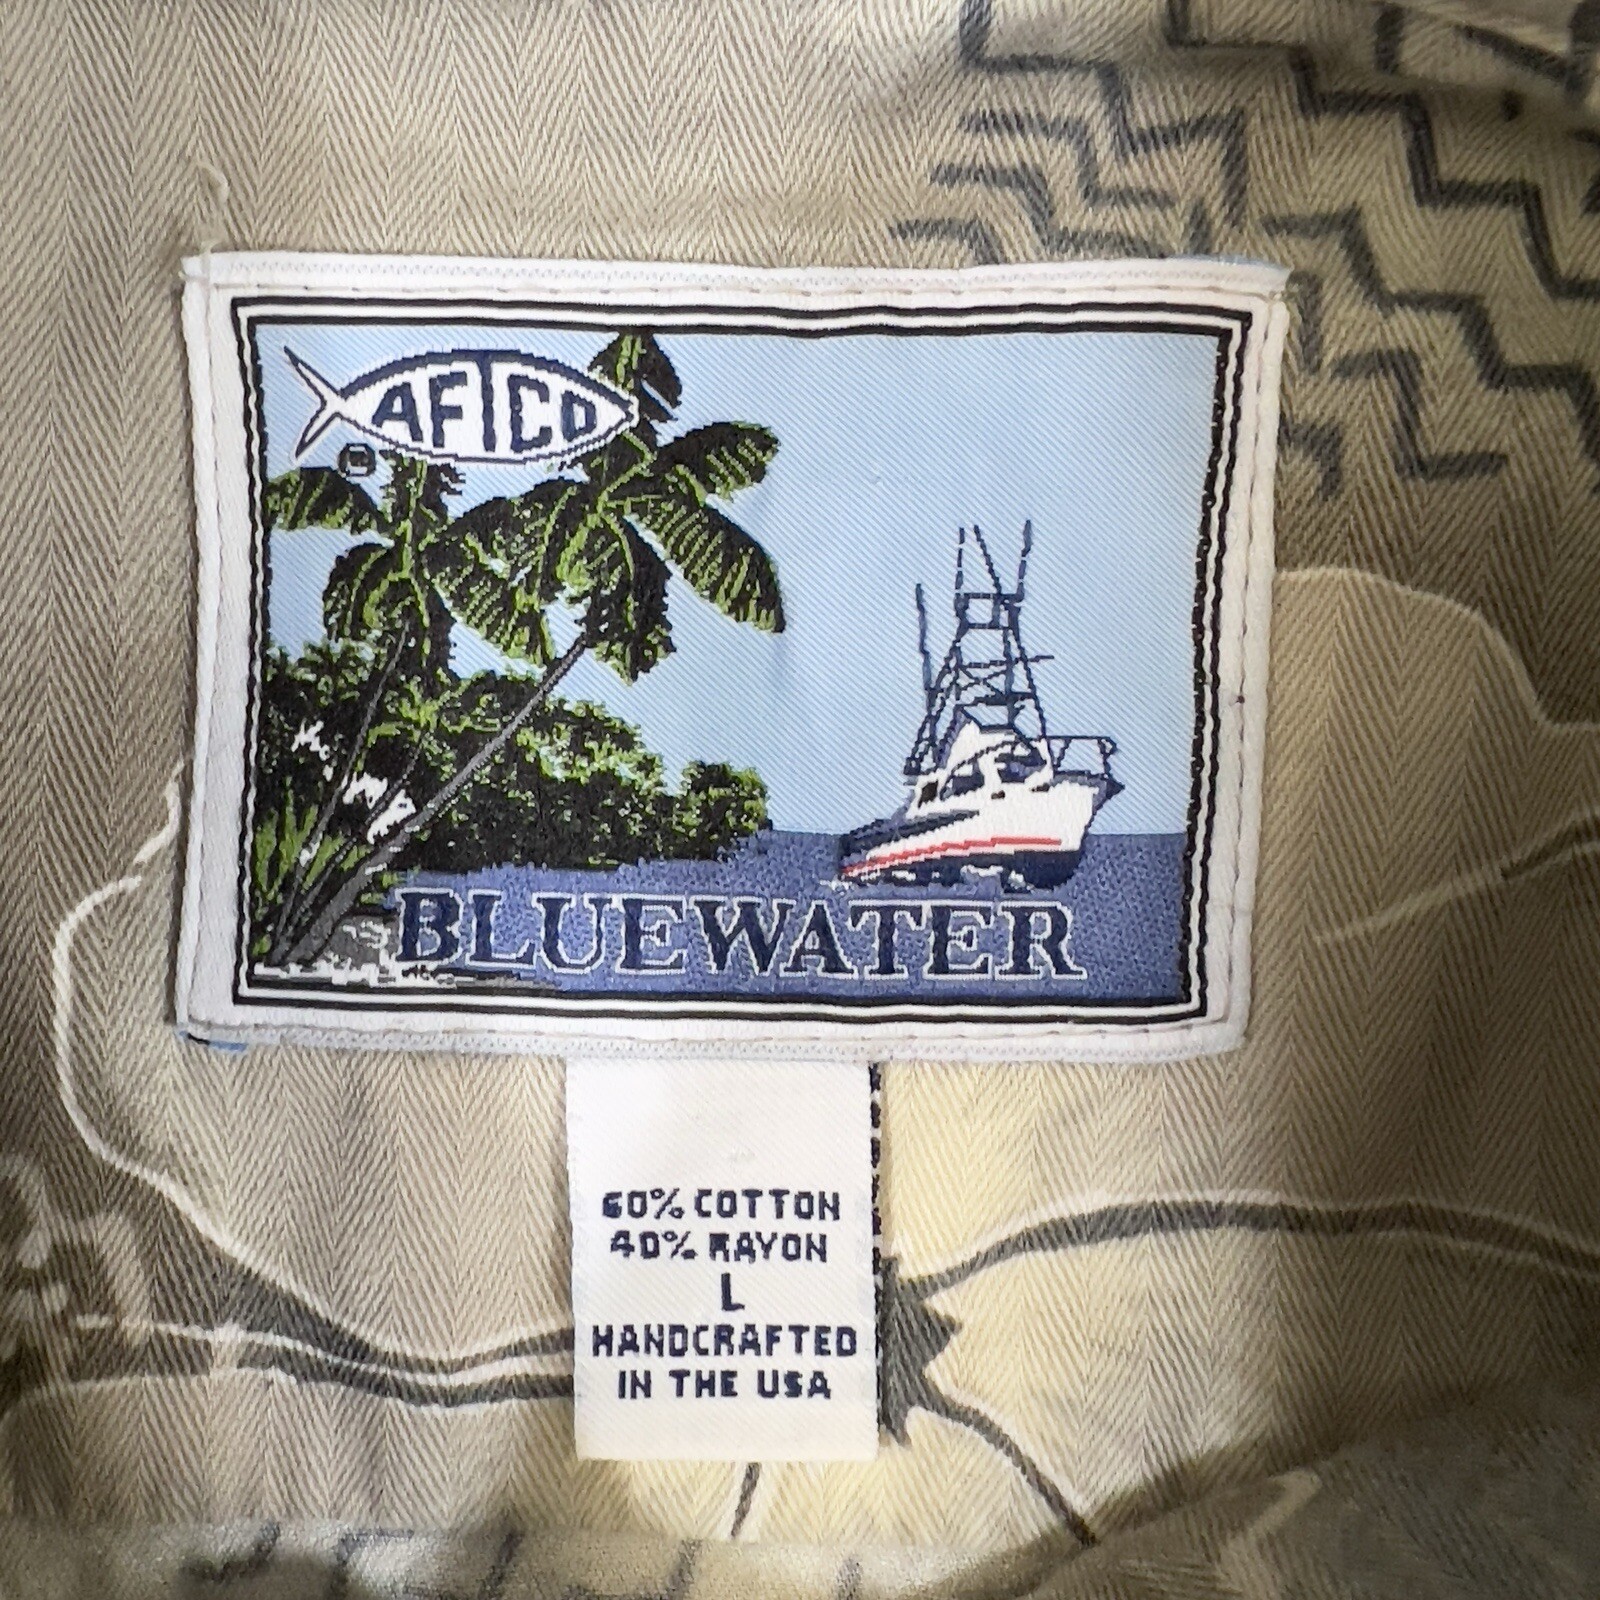 AFTCO
BLUEWATER
60% COTTON
40% RAYON
L
HANDCRAFTED
IN THE USA